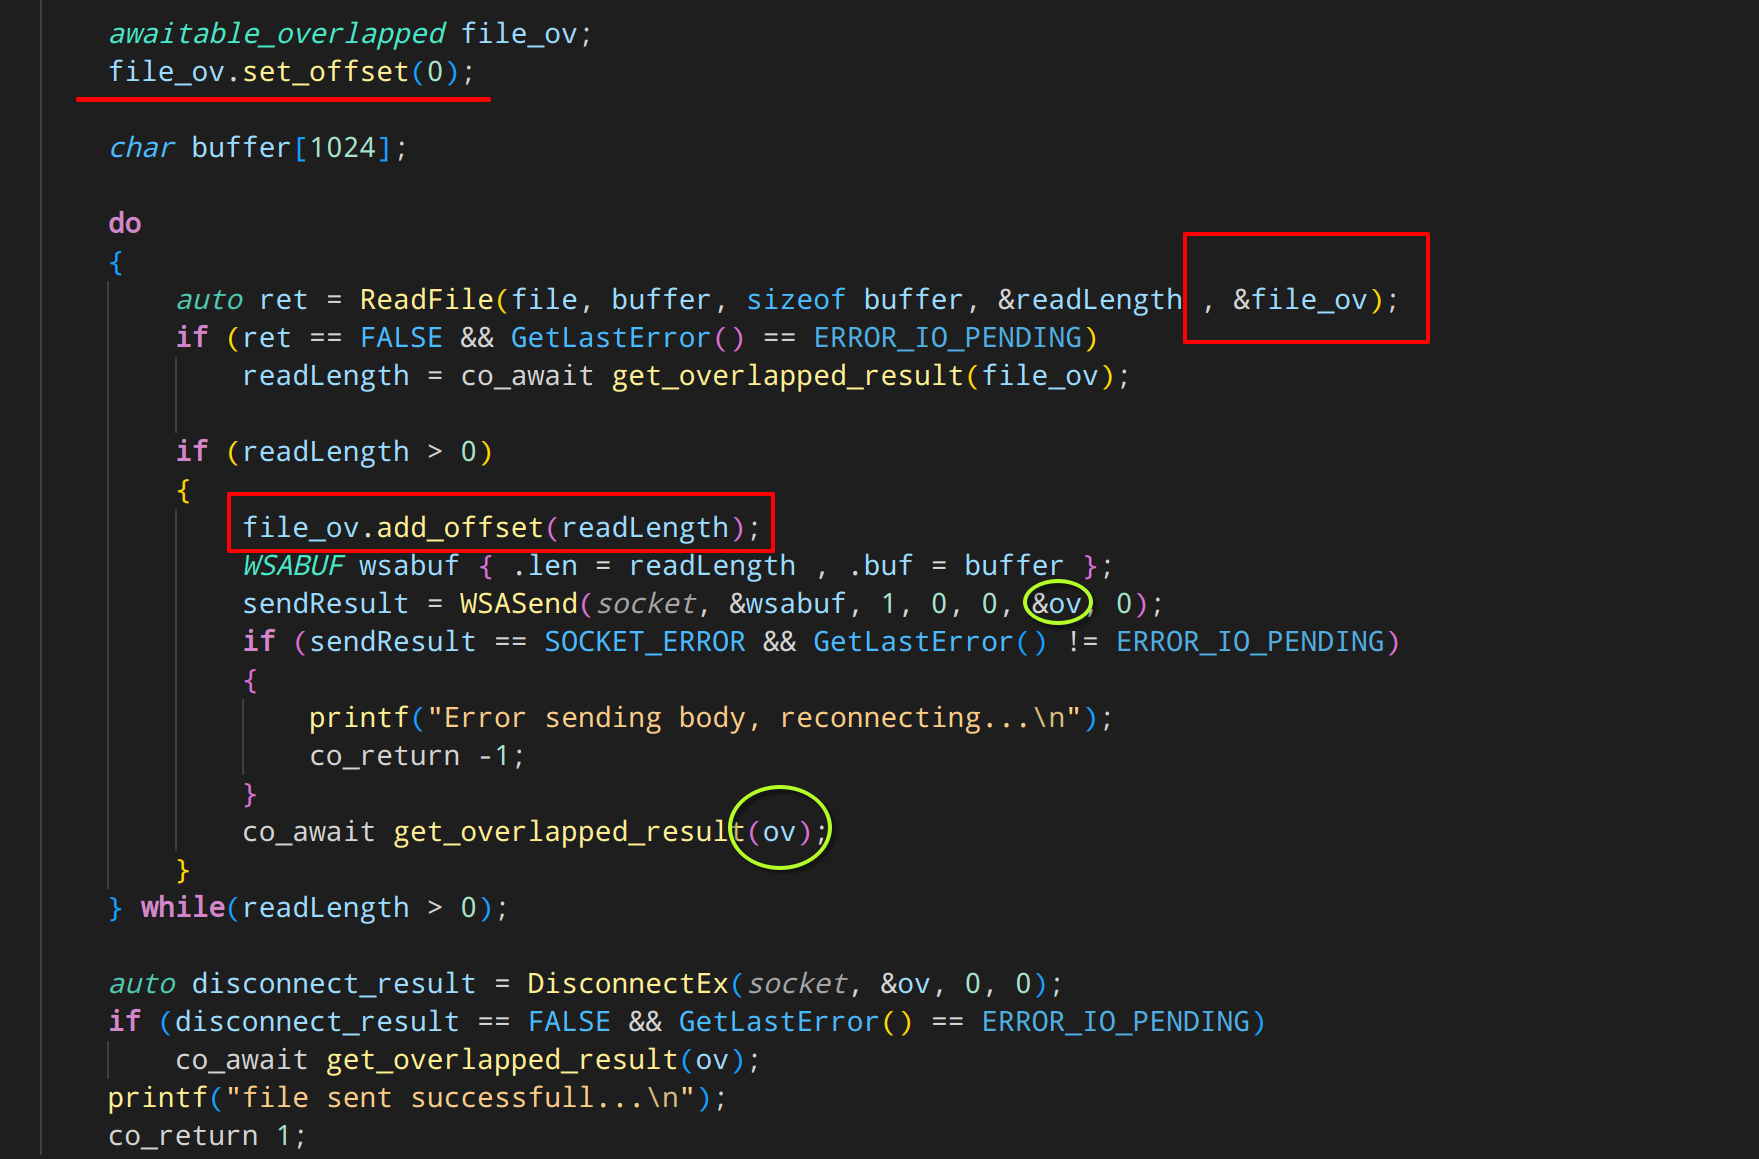 awaitable_overlapped file_ov;
file_ov.set_offset(0);
char buffer[1024];
do
{
auto ret = ReadFile(file, buffer, sizeof buffer, &readLength , &file_ov);
if (ret == FALSE && GetLastError() == ERROR_IO_PENDING)
readLength = co_await get_overlapped_result(file_ov);
if (readLength > 0)
{
file_ov.add_offset(readLength);
WSABUF wsabuf { .len = readLength , .buf = buffer };
sendResult = WSASend(socket, &wsabuf, 1, 0, 0, &ov, 0);
if (sendResult == SOCKET_ERROR && GetLastError() != ERROR_IO_PENDING)
{
printf("Error sending body, reconnecting...\n");
co_return -1;
}
co_await get_overlapped_result(ov);
}
} while(readLength > 0);
auto disconnect_result = DisconnectEx(socket, &ov, 0, 0);
if (disconnect_result == FALSE && GetLastError() == ERROR_IO_PENDING)
co_await get_overlapped_result(ov);
printf("file sent successfull...\n");
co_return 1;